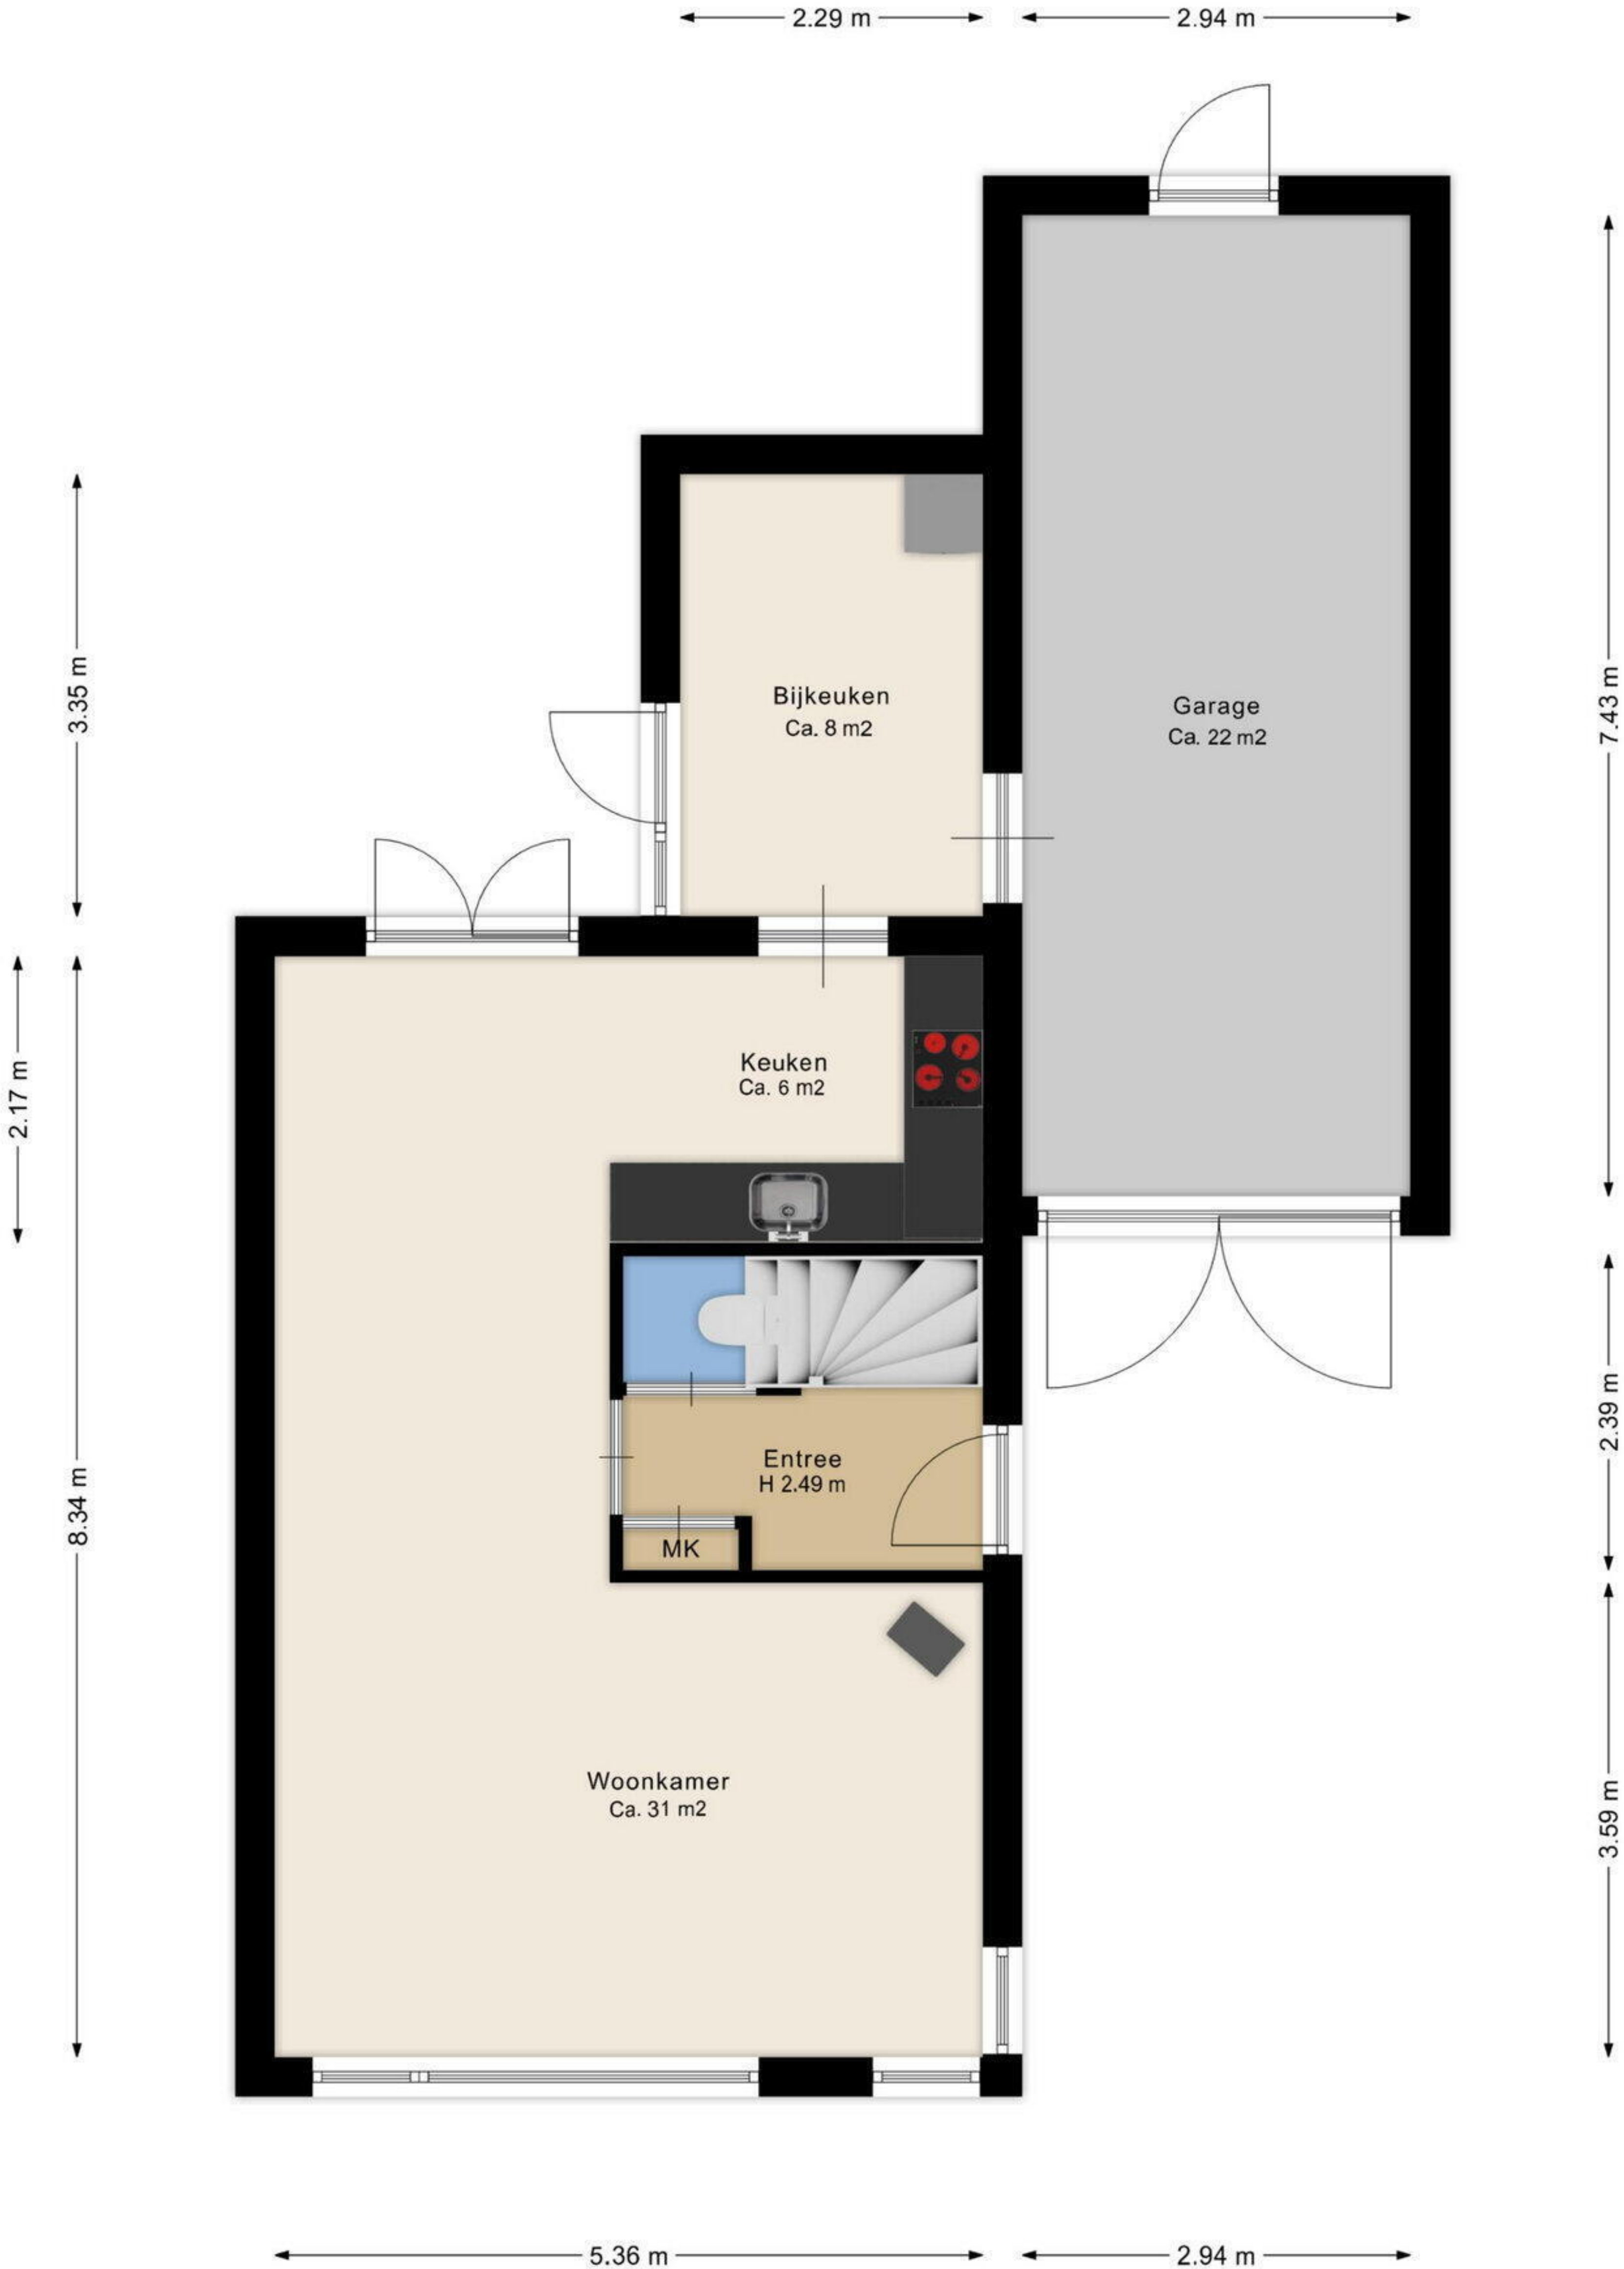 2.29 m
2.94 m
Bijkeuken
Ca. 8 m2
Garage
Ca. 22 m2
3.35 m
7.43 m
Keuken
Ca. 6 m2
2.17 m
8.34 m
Entree
H 2.49 m
MK
2.39 m
Woonkamer
Ca. 31 m2
3.59 m
5.36 m
2.94 m